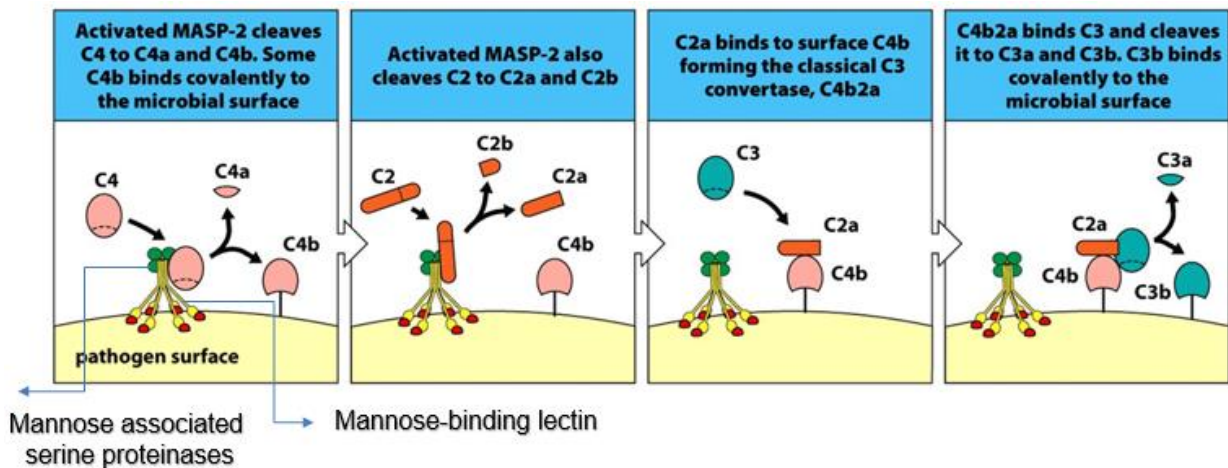 Activated MASP-2 cleaves
C4 to C4a and C4b. Some
C4b binds covalently to
the microbial surface
Activated MASP-2 also
cleaves C2 to C2a and C2b
C2a binds to surface C4b
forming the classical C3
convertase, C4b2a
C4b2a binds C3 and cleaves
it to C3a and C3b. C3b binds
covalently to the
microbial surface
C4
C4a
C4b
pathogen surface
C2
C2b
C2a
C4b
C3
C2a
C4b
C3a
C2a
C4b
C3b
Mannose associated
serine proteinases
Mannose-binding lectin